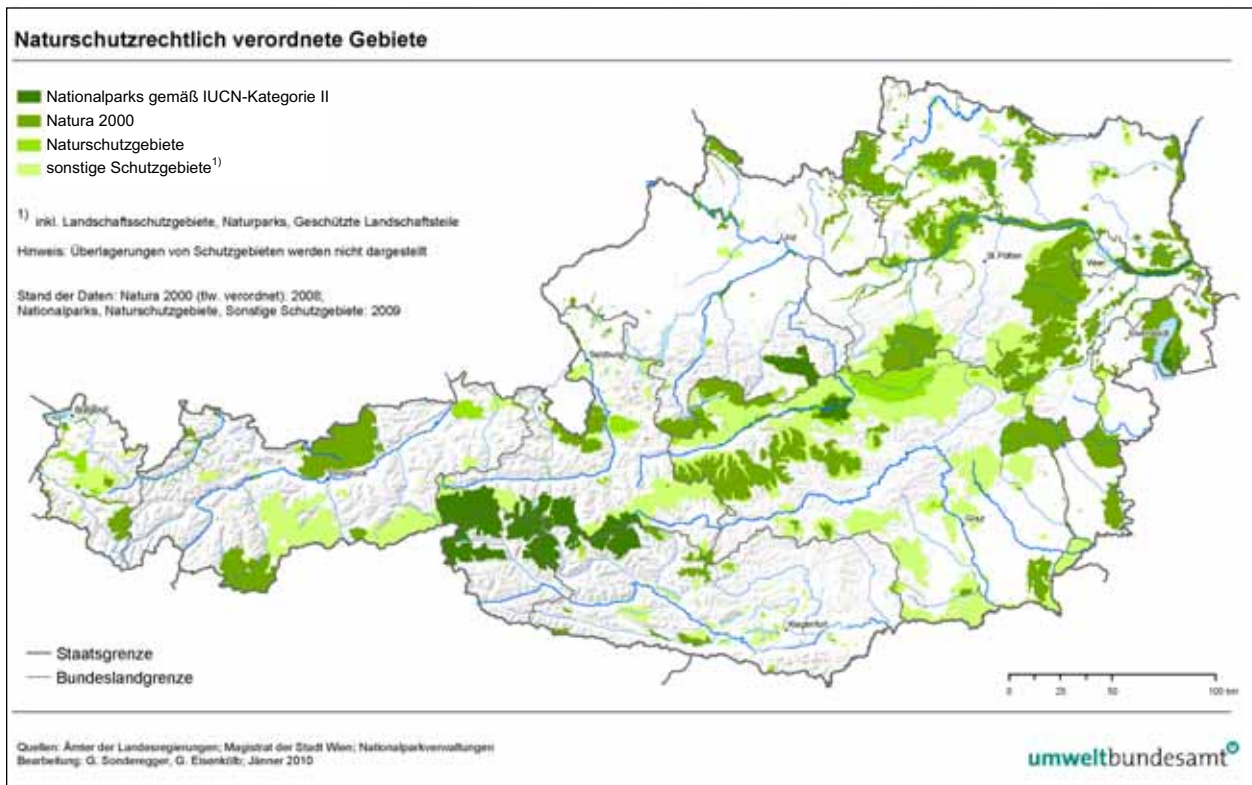 Naturschutzrechtlich verordnete Gebiete
Nationalparks gemäß IUCN-Kategorie II
Natura 2000
Naturschutzgebiete
sonstige Schutzgebiete1)
1) inkl. Landschaftsschutzgebiete, Naturparks, Geschützte Landschaftsteile
Hinweis: Überlagerungen von Schutzgebieten werden nicht dargestellt
Stand der Daten: Natura 2000 (tlw. verordnet): 2008;
Nationalparks, Naturschutzgebiete, Sonstige Schutzgebiete: 2009
Linz
St. Pölten
Wien
Eisenstadt
Salzburg
Bregenz
Innsbruck
Graz
Klagenfurt
Staatsgrenze
Bundeslandgrenze
0 25 50 100 km
Quellen: Ämter der Landesregierungen; Magistrat der Stadt Wien; Nationalparkverwaltungen
Bearbeitung: G. Sonderegger, G. Eisenkölb; Jänner 2010
umweltbundesamt